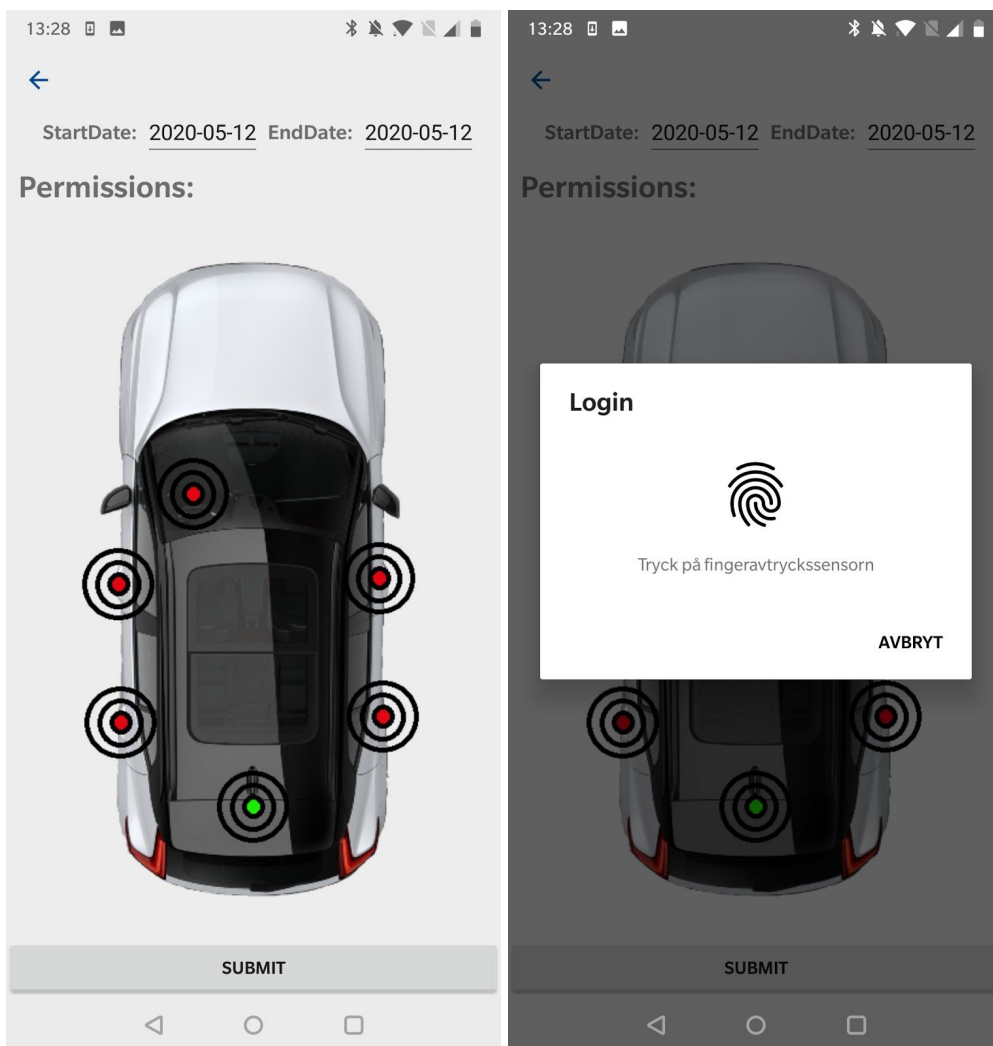 13:28
StartDate: 2020-05-12 EndDate: 2020-05-12
Permissions:
SUBMIT
13:28
StartDate: 2020-05-12 EndDate: 2020-05-12
Permissions:
Login
Tryck på fingeravtryckssensorn
AVBRYT
SUBMIT